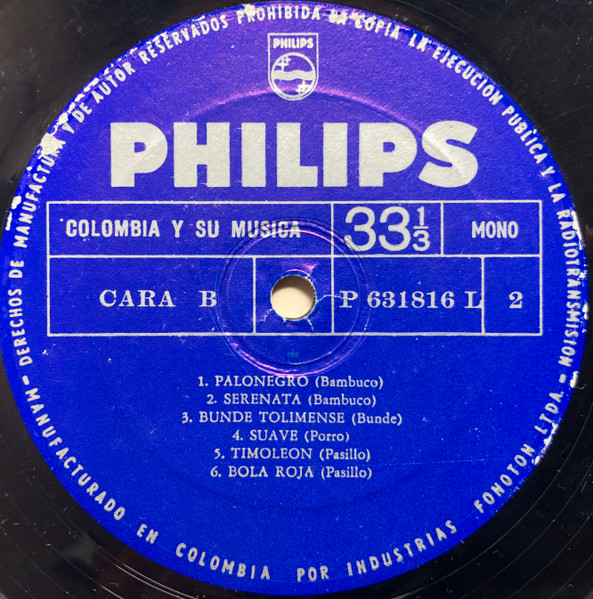 DERECHOS DE MANUFACTURA Y DE AUTOR RESERVADOS PROHIBIDA LA COPIA LA EJECUCION PUBLICA Y LA RADIOTRANSMISION
PHILIPS
PHILIPS
COLOMBIA Y SU MUSICA
33 1/3
MONO
CARA B
P 631816 L
2
1. PALONEGRO (Bambuco)
2. SERENATA (Bambuco)
3. BUNDE TOLIMENSE (Bunde)
4. SUAVE (Porro)
5. TIMOLEON (Pasillo)
6. BOLA ROJA (Pasillo)
MANUFACTURADO EN COLOMBIA POR INDUSTRIAS FONOTON LTDA.